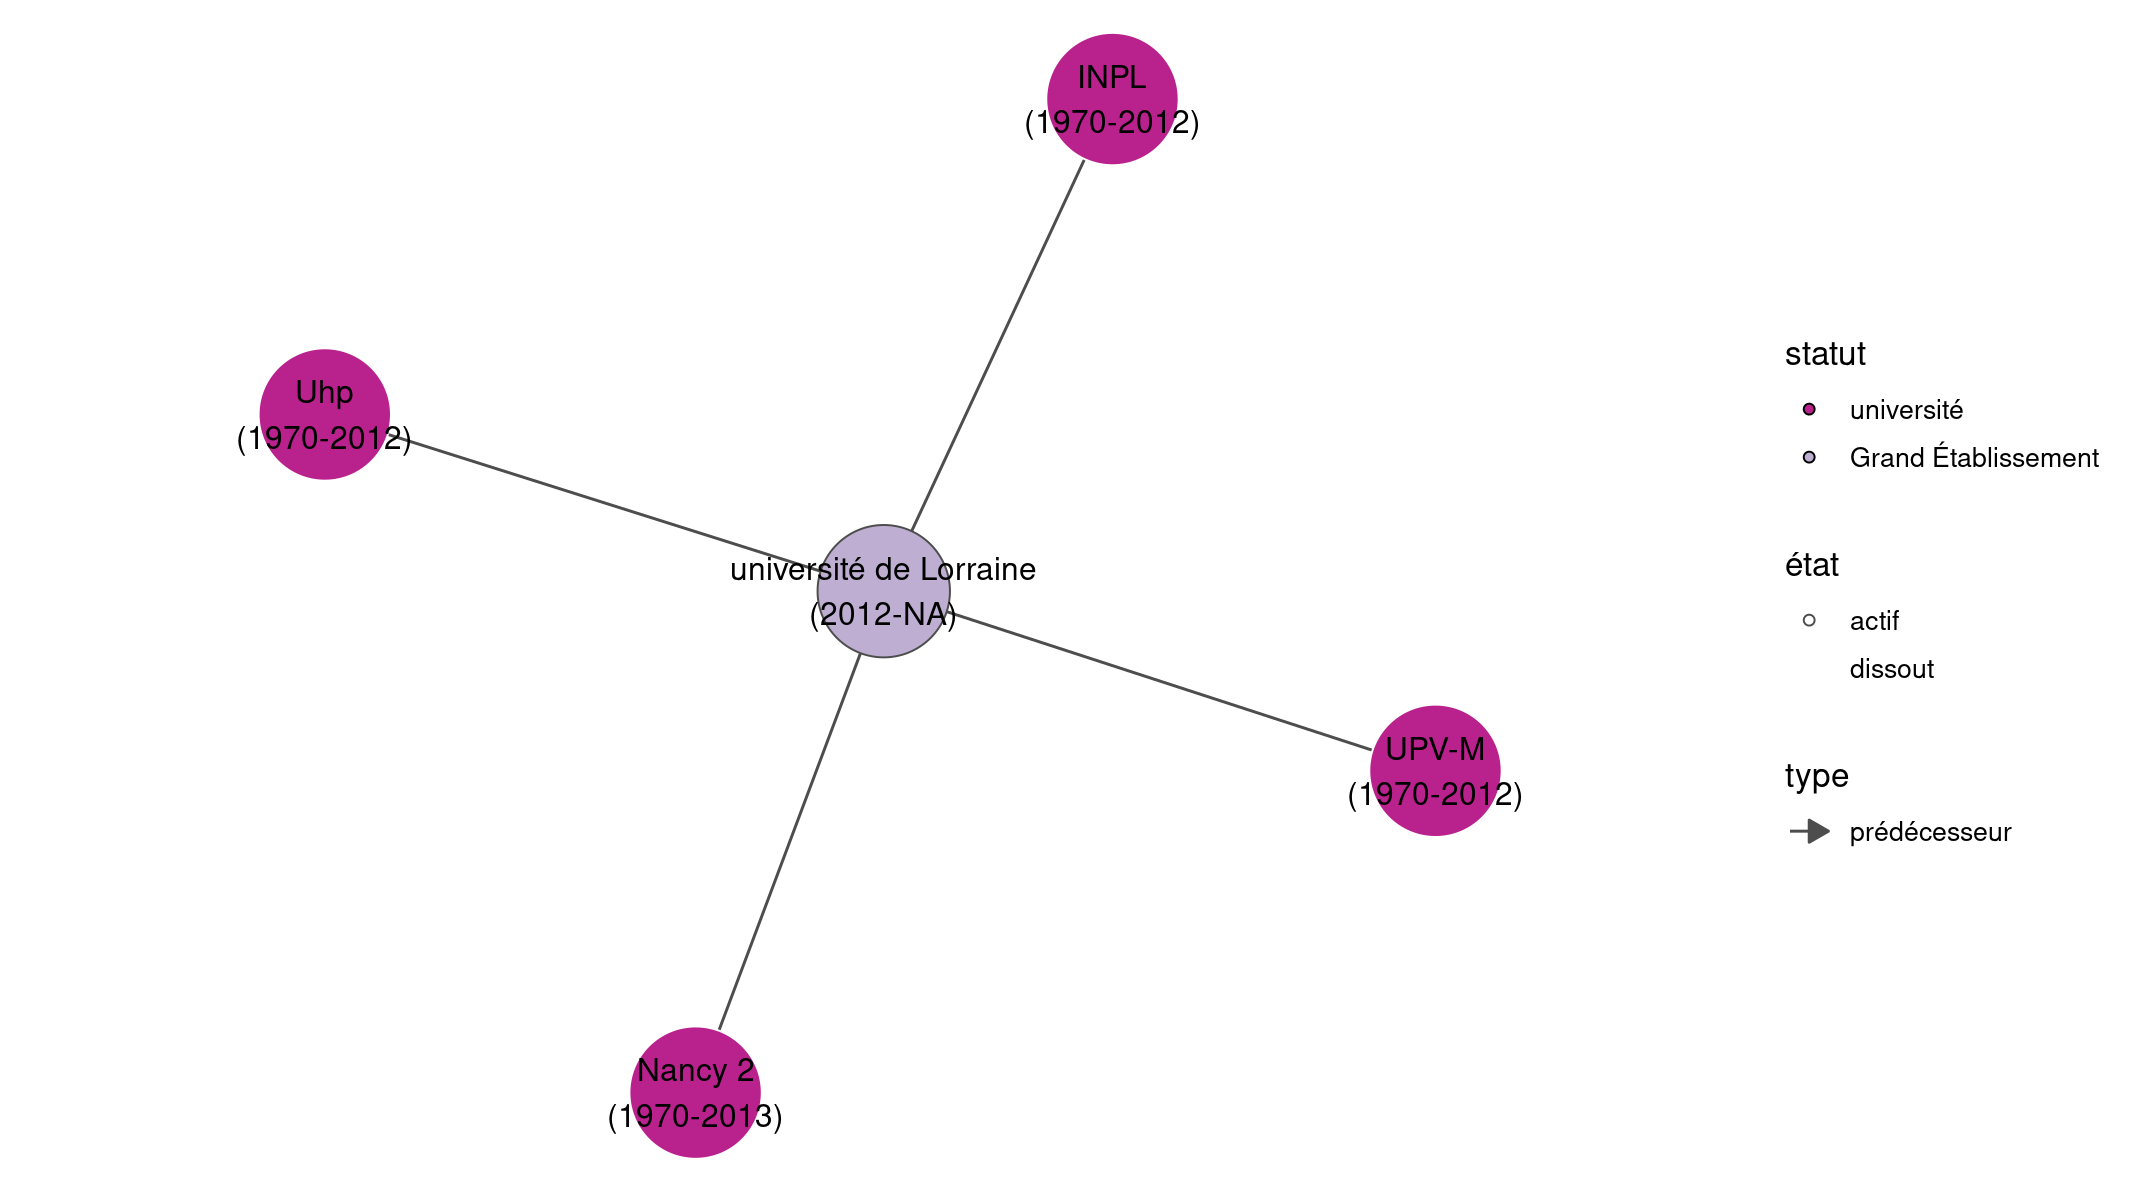 INPL
(1970-2012)
Uhp
(1970-2012)
université de Lorraine
(2012-NA)
UPV-M
(1970-2012)
Nancy 2
(1970-2013)
statut
université
Grand Établissement
état
actif
dissout
type
prédécesseur